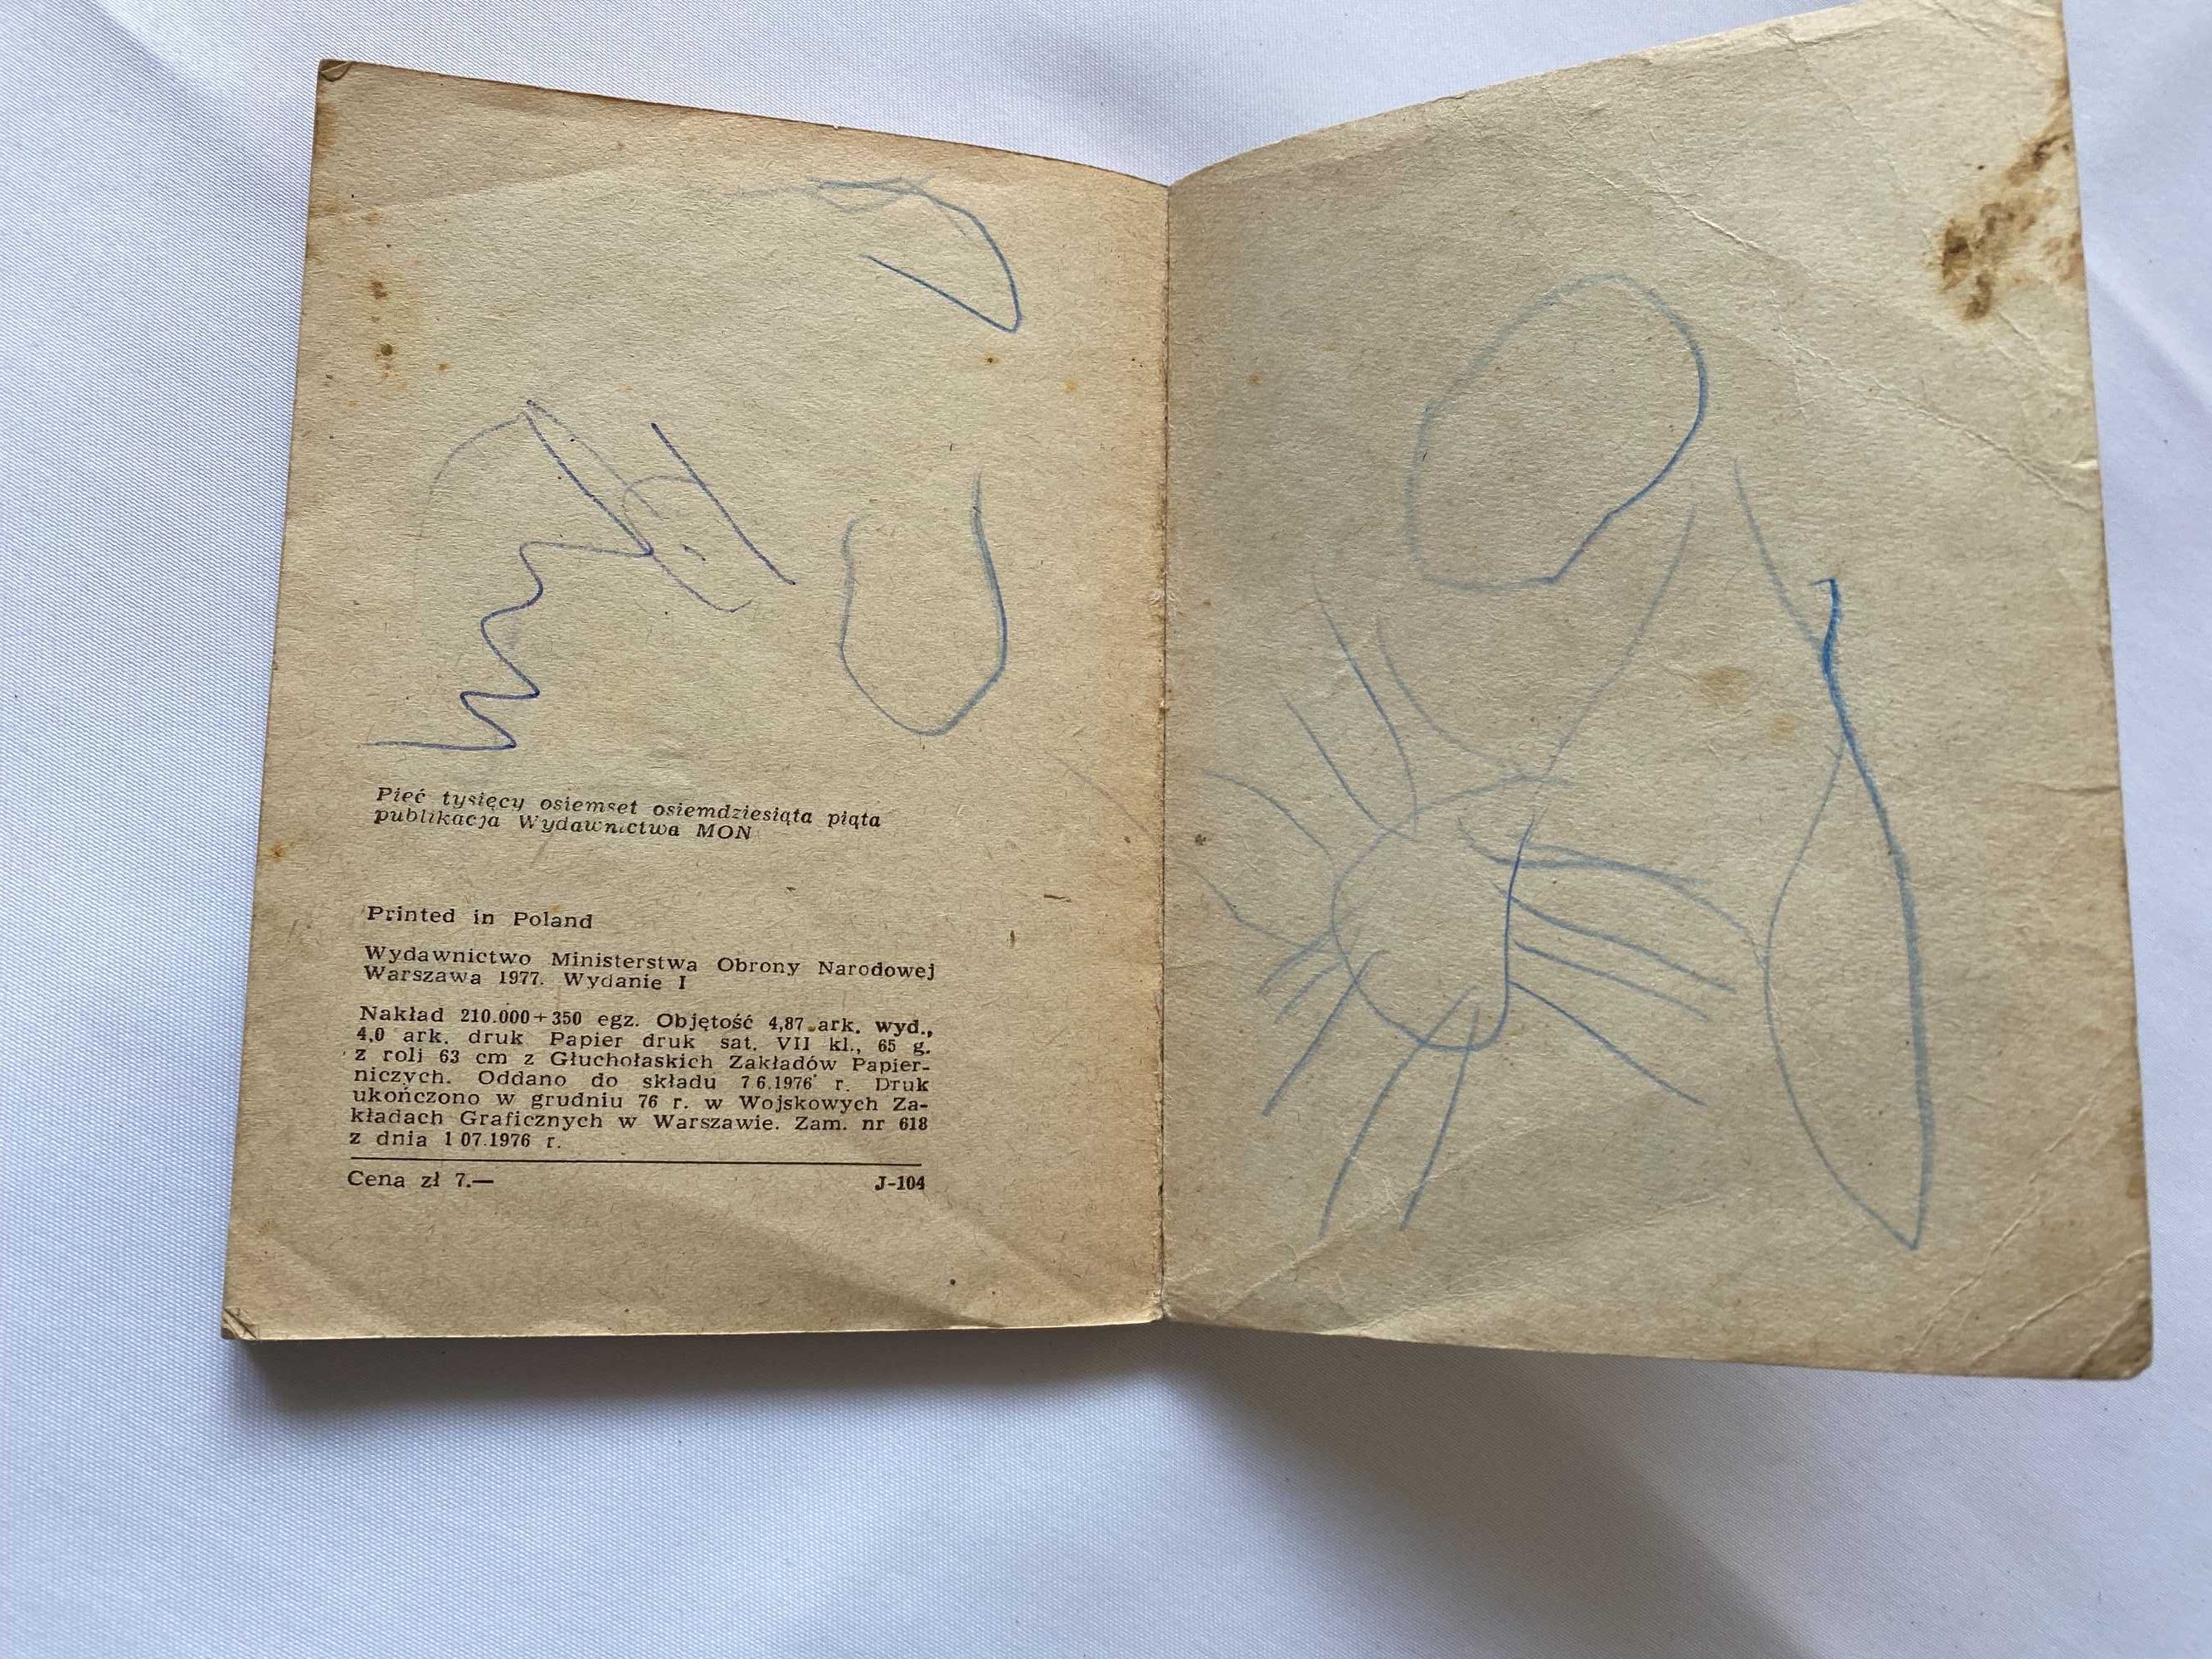 Pięć tysięcy osiemset osiemdziesiąta piąta
publikacja Wydawnictwa MON
Printed in Poland
Wydawnictwo Ministerstwa Obrony Narodowej
Warszawa 1977. Wydanie I
Nakład 210.000+350 egz. Objętość 4,87 ark. wyd.,
4,0 ark. druk Papier druk sat. VII kl., 65 g.
z roli 63 cm z Głuchołaskich Zakładów Papier-
niczych. Oddano do składu 7 6.1976 r. Druk
ukończono w grudniu 76 r. w Wojskowych Za-
kładach Graficznych w Warszawie. Zam. nr 618
z dnia 1 07.1976 r.
Cena zł 7.— J-104